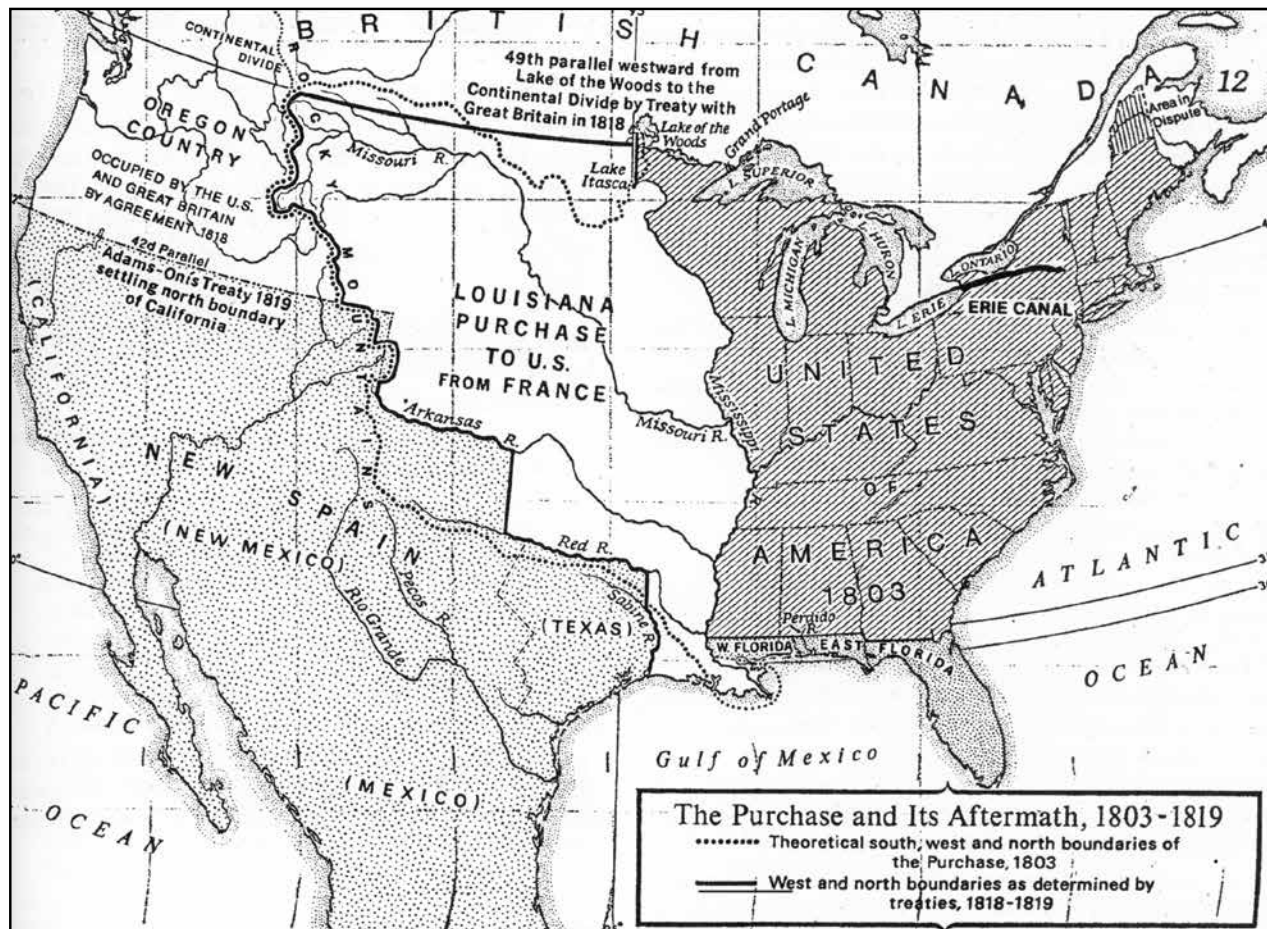 BRITISH CANADA
12
CONTINENTAL
DIVIDE
49th parallel westward from
Lake of the Woods to the
Continental Divide by Treaty with
Great Britain in 1818
Grand Portage
Area in
Dispute
OREGON
COUNTRY
Lake of the
Woods
ROCKY MOUNTAINS
Missouri R.
Lake
Itasca
L. SUPERIOR
OCCUPIED BY THE U.S.
AND GREAT BRITAIN
BY AGREEMENT 1818
L. MICHIGAN
L. HURON
L. ONTARIO
42d Parallel
Adams-Onís Treaty 1819
settling north boundary
of California
L. ERIE
ERIE CANAL
(CALIFORNIA)
LOUISIANA
PURCHASE
TO U.S.
FROM FRANCE
UNITED
STATES
OF
AMERICA
1803
Mississippi R.
Arkansas R.
Missouri R.
NEW SPAIN
(NEW MEXICO)
Red R.
Pecos R.
Rio Grande
Sabine R.
(TEXAS)
Perdido
R.
W. FLORIDA
EAST FLORIDA
ATLANTIC
OCEAN
PACIFIC
OCEAN
(MEXICO)
Gulf of Mexico
The Purchase and Its Aftermath, 1803-1819
Theoretical south, west and north boundaries of
the Purchase, 1803
West and north boundaries as determined by
treaties, 1818-1819